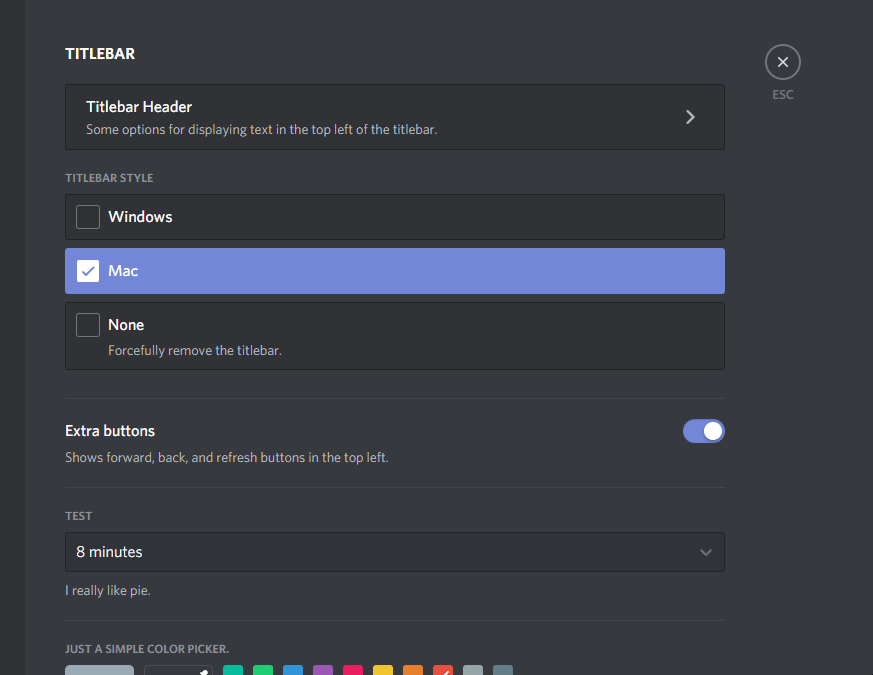 TITLEBAR
Titlebar Header
Some options for displaying text in the top left of the titlebar.
ESC
TITLEBAR STYLE
Windows
Mac
None
Forcefully remove the titlebar.
Extra buttons
Shows forward, back, and refresh buttons in the top left.
TEST
8 minutes
I really like pie.
JUST A SIMPLE COLOR PICKER.